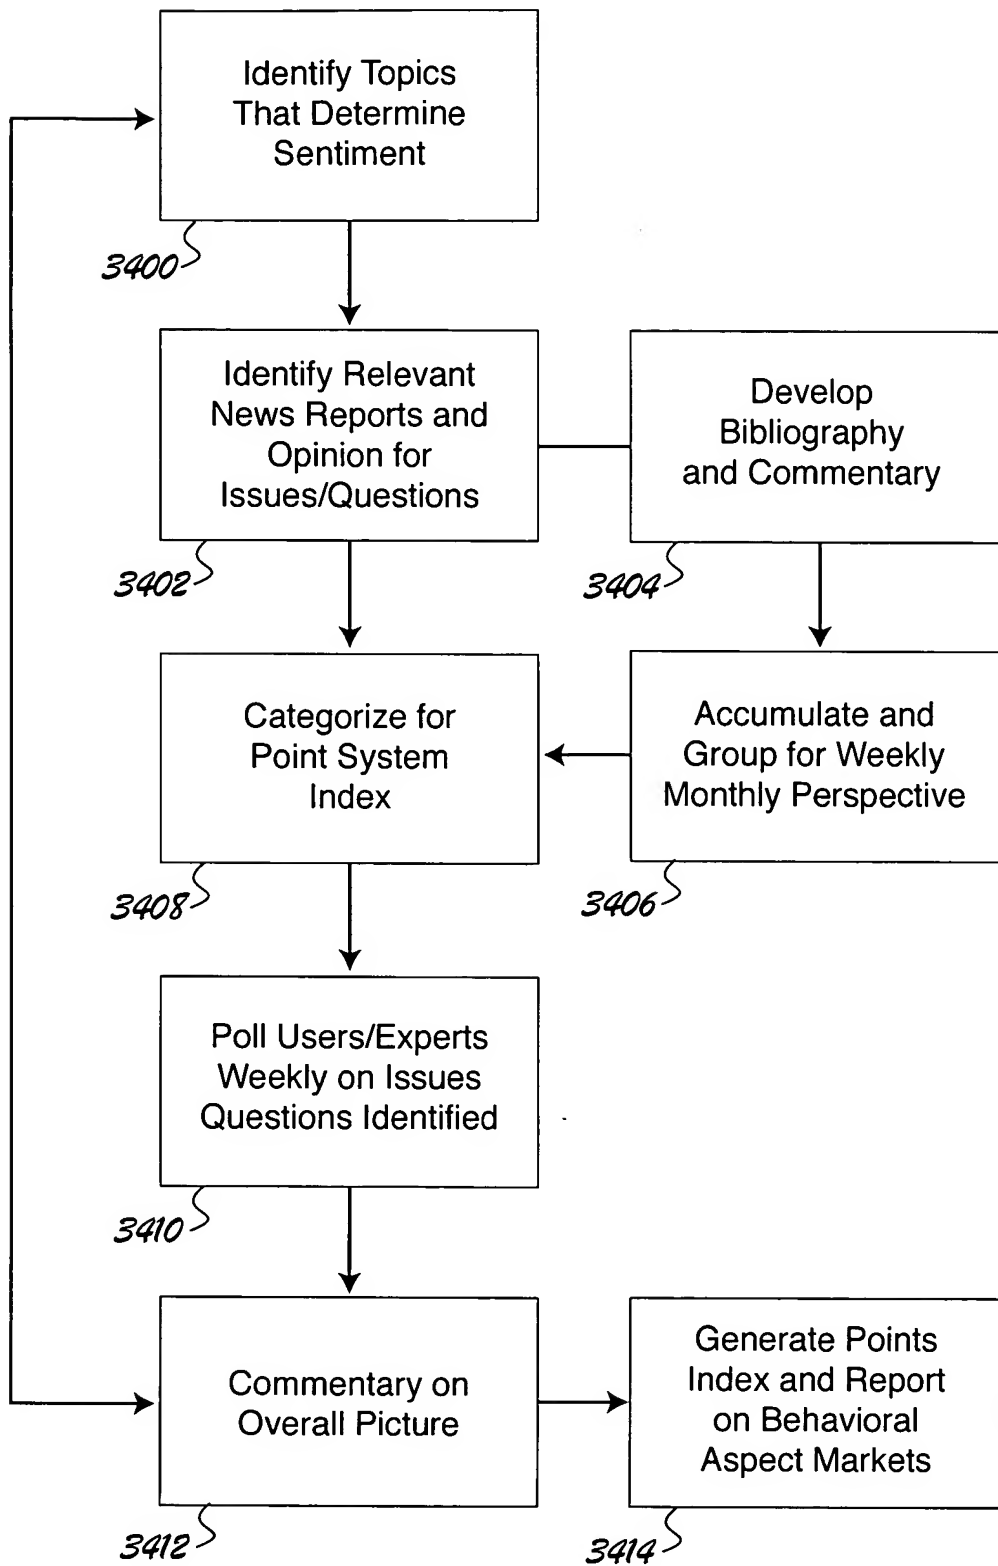 Identify Topics
That Determine
Sentiment
3400
Identify Relevant
News Reports and
Opinion for
Issues/Questions
3402
Develop
Bibliography
and Commentary
3404
Categorize for
Point System
Index
3408
Accumulate and
Group for Weekly
Monthly Perspective
3406
Poll Users/Experts
Weekly on Issues
Questions Identified
3410
Commentary on
Overall Picture
3412
Generate Points
Index and Report
on Behavioral
Aspect Markets
3414